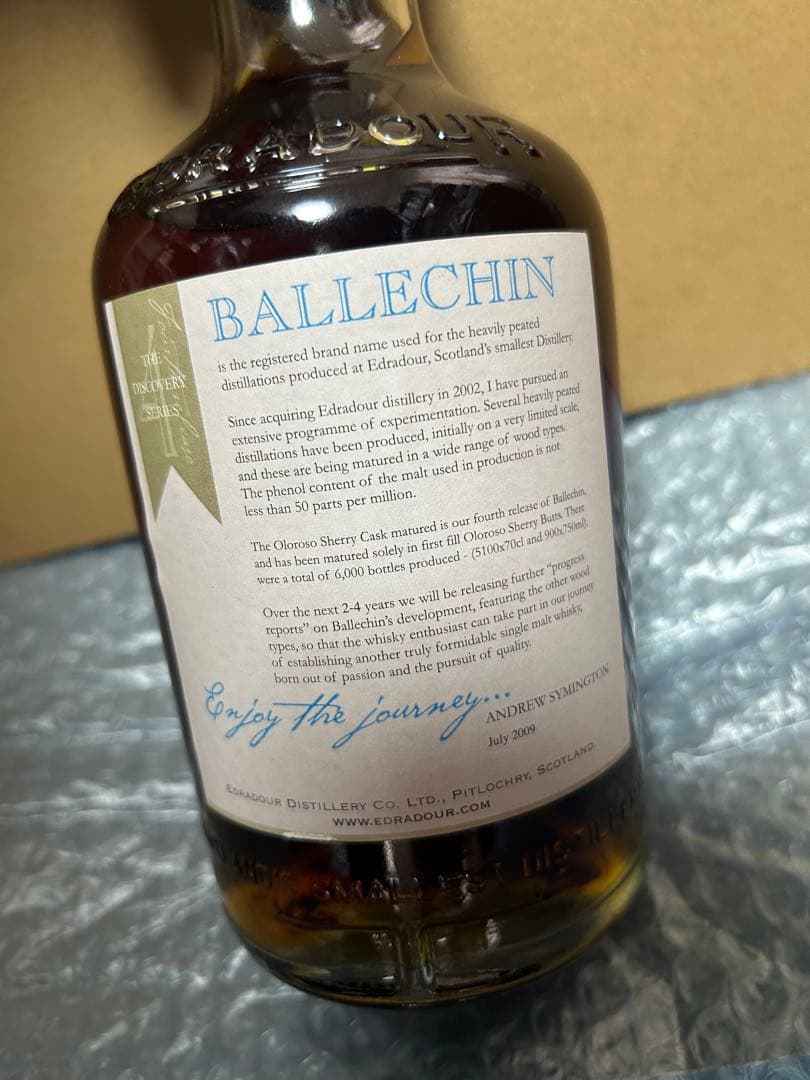 EDRADOUR
BALLECHIN
THE
DISCOVERY
SERIES
4
is the registered brand name used for the heavily peated
distillations produced at Edradour, Scotland's smallest Distillery.
Since acquiring Edradour distillery in 2002, I have pursued an
extensive programme of experimentation. Several heavily peated
distillations have been produced, initially on a very limited scale,
and these are being matured in a wide range of wood types.
The phenol content of the malt used in production is not
less than 50 parts per million.
The Oloroso Sherry Cask matured is our fourth release of Ballechin,
and has been matured solely in first fill Oloroso Sherry Butts. There
were a total of 6,000 bottles produced - (5100x70cl and 900x750ml).
Over the next 2-4 years we will be releasing further "progress
reports" on Ballechin's development, featuring the other wood
types, so that the whisky enthusiast can take part in our journey
of establishing another truly formidable single malt whisky,
born out of passion and the pursuit of quality.
Enjoy the journey...
ANDREW SYMINGTON
July 2009
EDRADOUR DISTILLERY CO. LTD., PITLOCHRY, SCOTLAND.
WWW.EDRADOUR.COM
SMALLEST